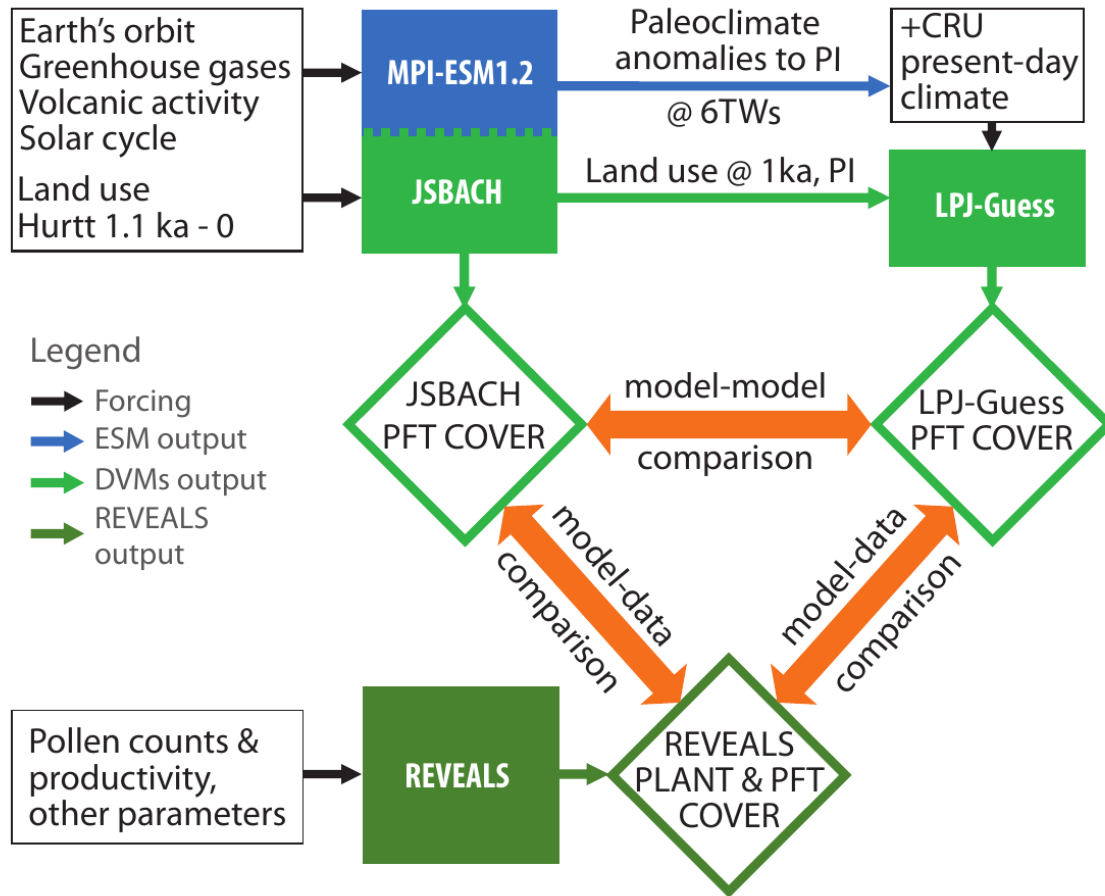 Earth's orbit
Greenhouse gases
Volcanic activity
Solar cycle
Land use
Hurtt 1.1 ka - 0
MPI-ESM1.2
JSBACH
Paleoclimate
anomalies to PI
@ 6TWs
Land use @ 1ka, PI
+CRU
present-day
climate
LPJ-Guess
Legend
Forcing
ESM output
DVMs output
REVEALS
output
JSBACH
PFT COVER
model-model
comparison
LPJ-Guess
PFT COVER
model-data
comparison
model-data
comparison
Pollen counts &
productivity,
other parameters
REVEALS
REVEALS
PLANT & PFT
COVER